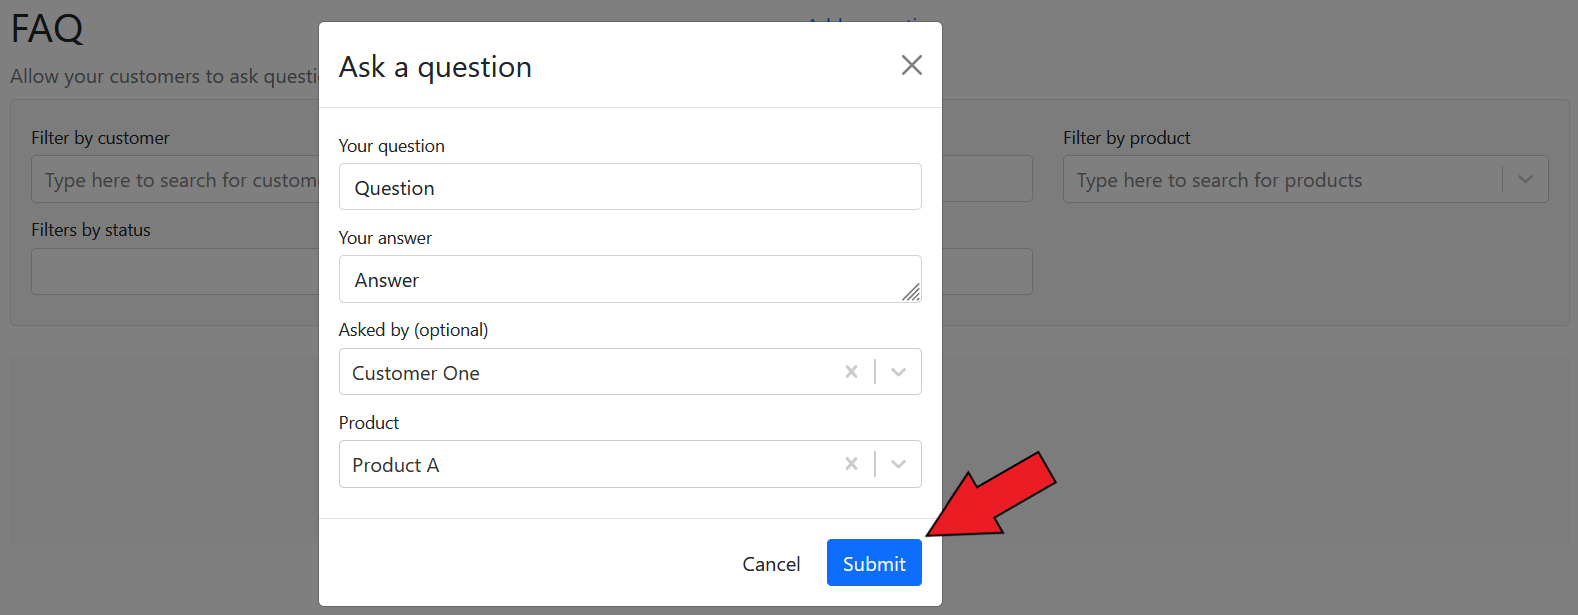 FAQ
Allow your customers to ask
Filter by customer
Type here to search for
Filters by status
Filter by product
Type here to search for products
Ask a question
Your question
Question
Your answer
Answer
Asked by (optional)
Customer One
Product
Product A
Cancel
Submit